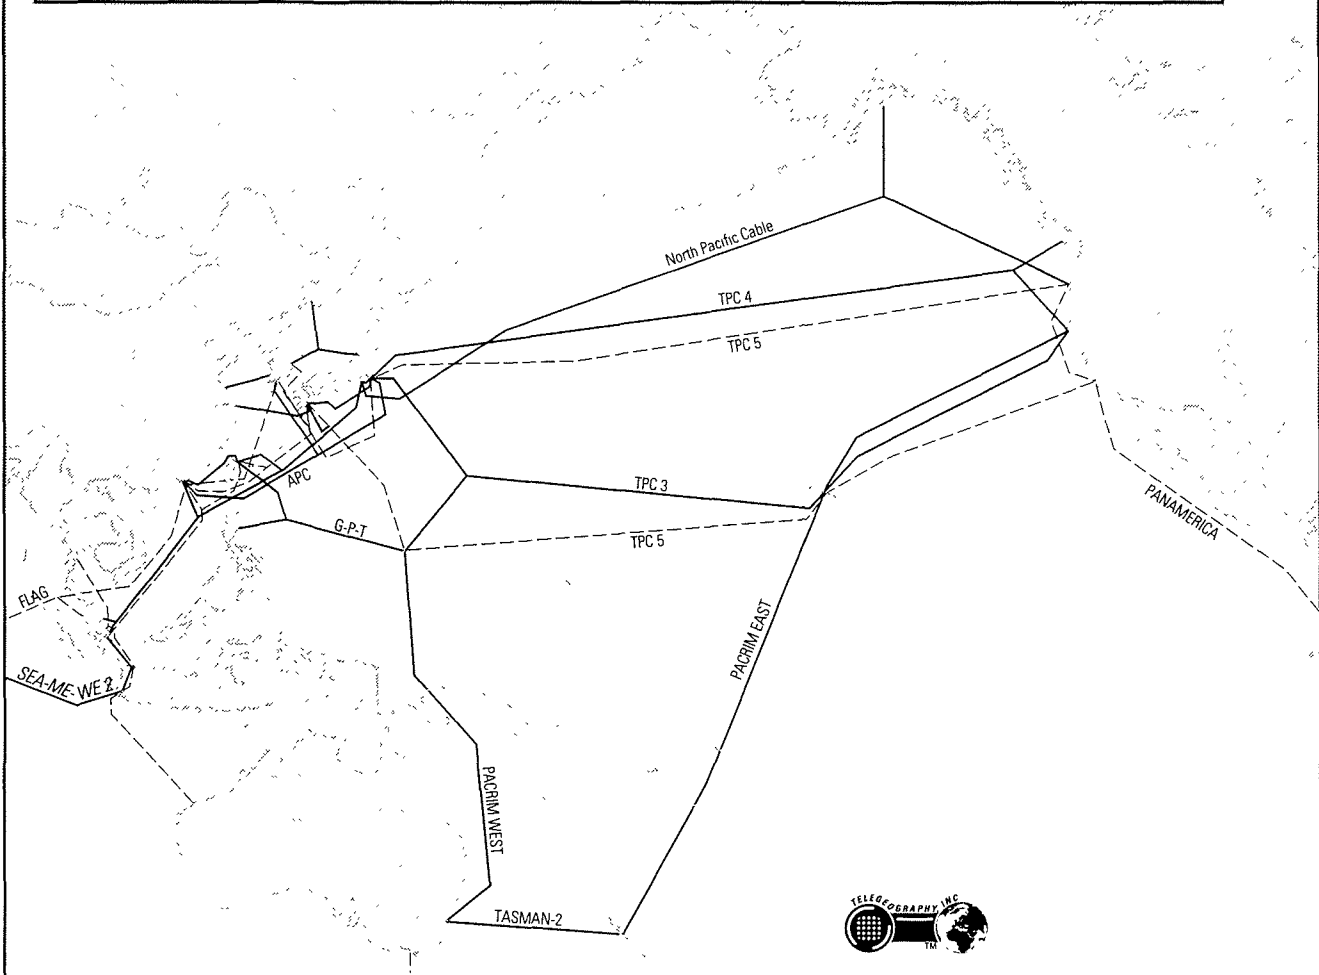 North Pacific Cable
TPC 4
TPC 5
APC
TPC 3
G-P-T
TPC 5
PANAMERICA
FLAG
PACRIM EAST
SEA-ME-WE 2
PACRIM WEST
TASMAN-2
TELEGEOGRAPHY, INC
TM